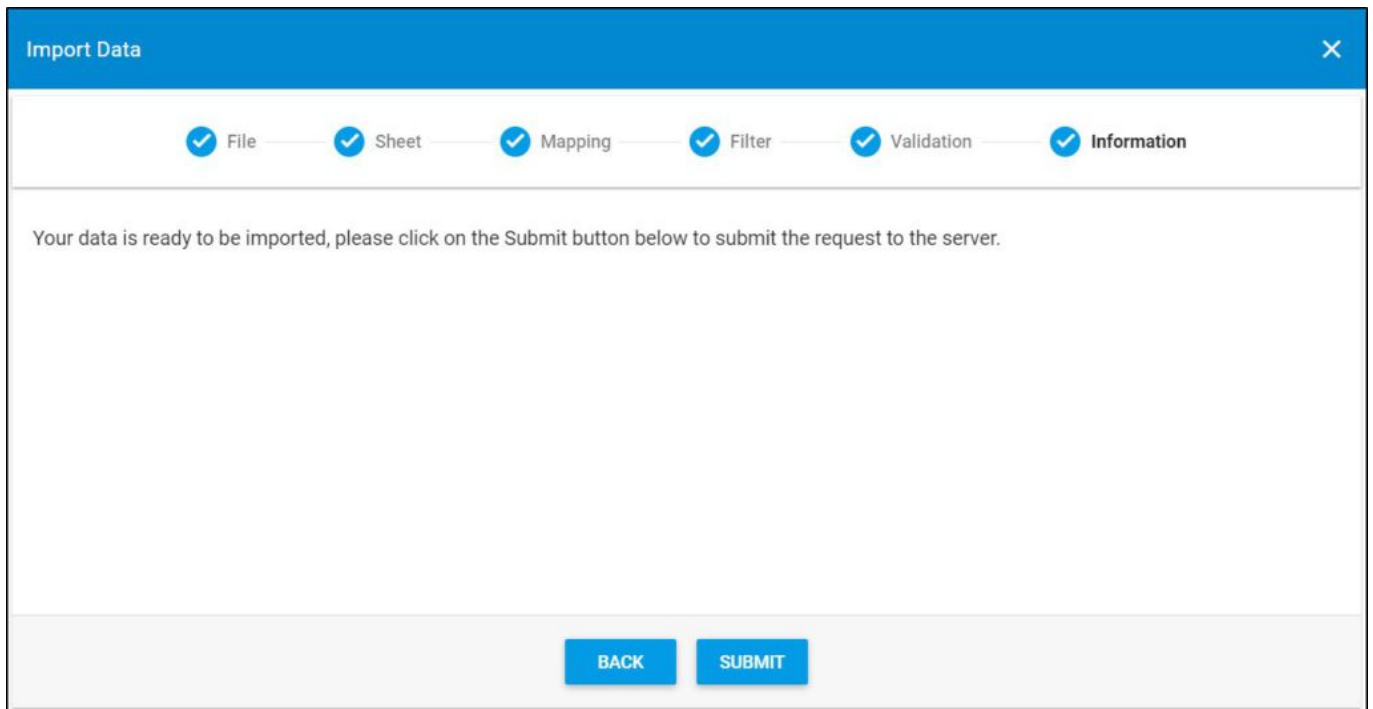 Import Data
File Sheet Mapping Filter Validation Information
Your data is ready to be imported, please click on the Submit button below to submit the request to the server.
BACK SUBMIT